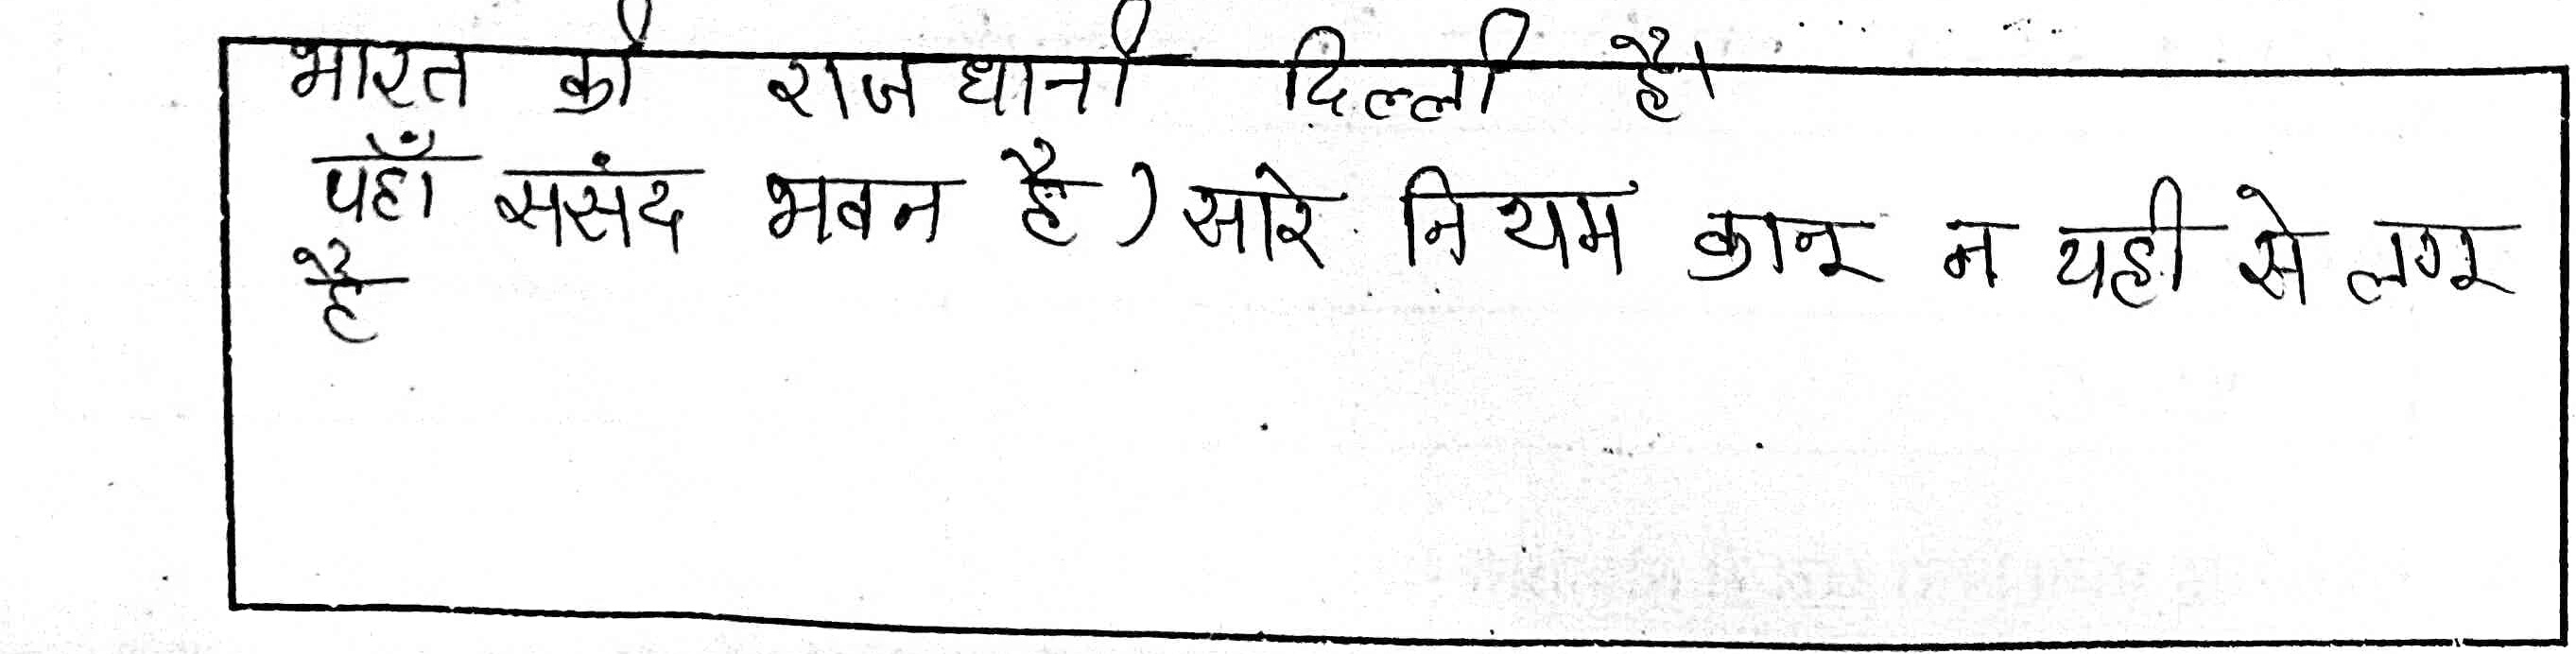 भारत की राजधानी दिल्ली है।
यहाँ ससंद भवन है। सारे नियम कानून यही से लगू
है